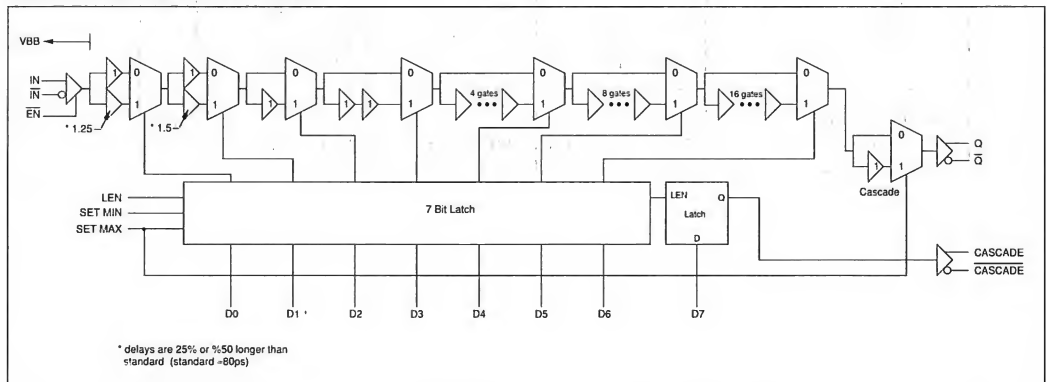 VBB
IN
IN
EN
1
0
1
* 1.25
1
0
1
* 1.5
0
1
1
0
1
1
1
0
1
4 gates
0
1
8 gates
0
1
16 gates
0
1
1
Cascade
Q
Q
LEN
SET MIN
SET MAX
7 Bit Latch
LEN Q
Latch
D
CASCADE
CASCADE
D0 D1 D2 D3 D4 D5 D6 D7
* delays are 25% or %50 longer than
standard (standard =80ps)